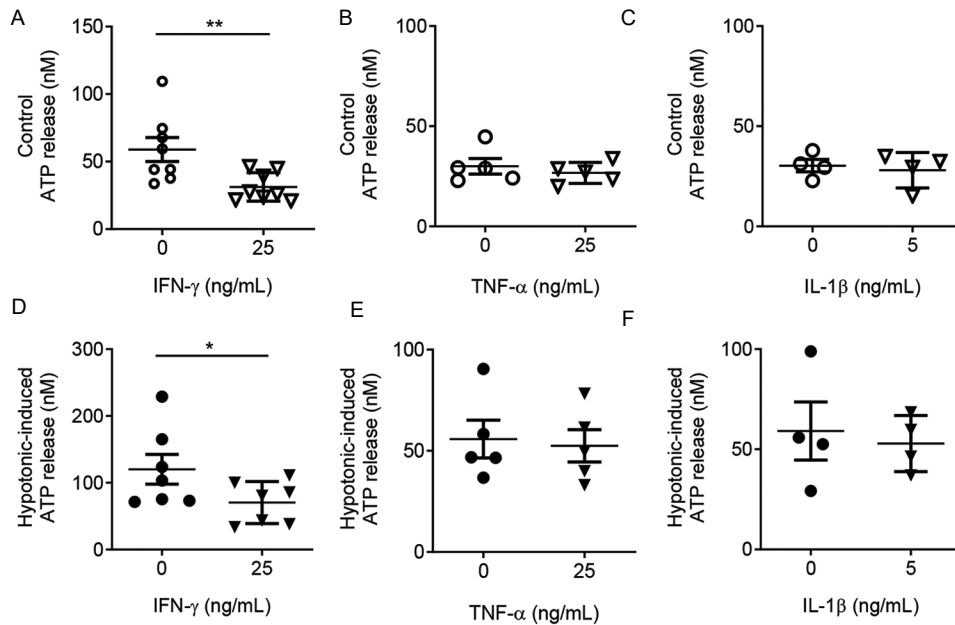 A
Control
ATP release (nM)
150
100
50
0
**
0
25
IFN-γ (ng/mL)
B
Control
ATP release (nM)
100
50
0
0
25
TNF-α (ng/mL)
C
Control
ATP release (nM)
100
50
0
0
5
IL-1β (ng/mL)
D
Hypotonic-induced
ATP release (nM)
300
200
100
0
*
0
25
IFN-γ (ng/mL)
E
Hypotonic-induced
ATP release (nM)
100
50
0
0
25
TNF-α (ng/mL)
F
Hypotonic-induced
ATP release (nM)
100
50
0
0
5
IL-1β (ng/mL)